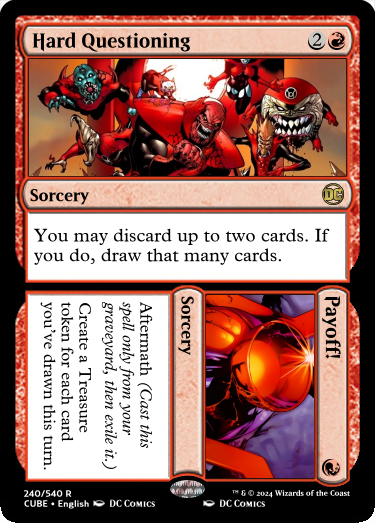 Hard Questioning 2
Sorcery
DC
You may discard up to two cards. If
you do, draw that many cards.
Payoff!
Sorcery
Aftermath (Cast this
spell only from your
graveyard, then exile it.)
Create a Treasure
token for each card
you've drawn this turn.
240/540 R
CUBE • English DC COMICS DC COMICS
™ & © 2024 Wizards of the Coast